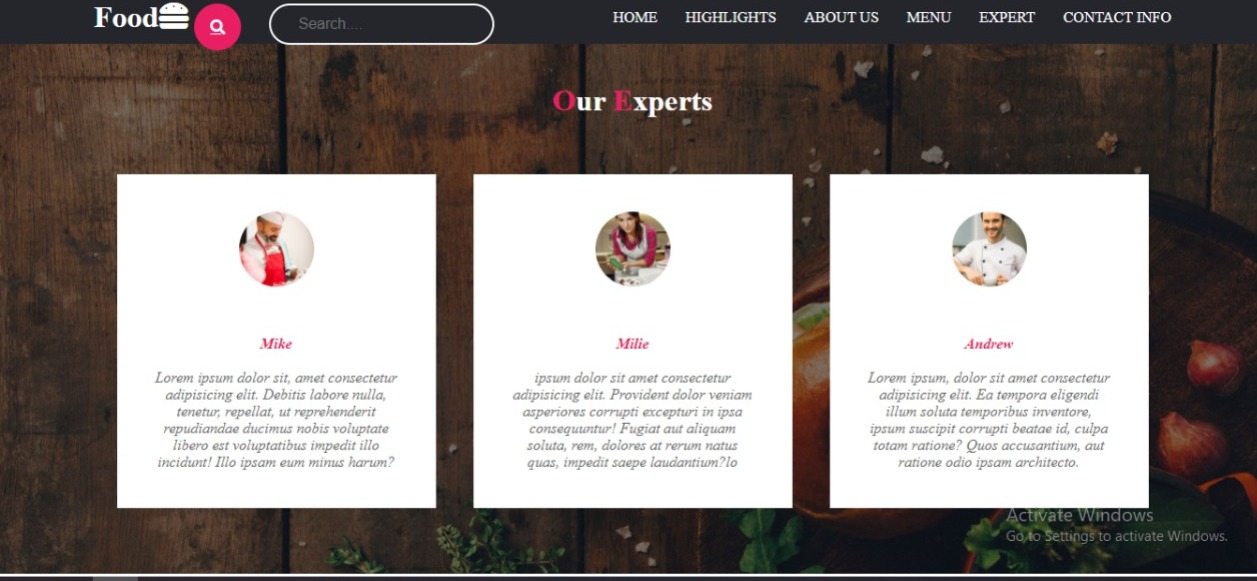 Food
Search....
HOME HIGHLIGHTS ABOUT US MENU EXPERT CONTACT INFO
Our Experts
Mike
Lorem ipsum dolor sit, amet consectetur
adipisicing elit. Debitis labore nulla,
tenetur, repellat, ut reprehenderit
repudiandae ducimus nobis voluptate
libero est voluptatibus impedit illo
incidunt! Illo ipsam eum minus harum?
Milie
ipsum dolor sit amet consectetur
adipisicing elit. Provident dolor veniam
asperiores corrupti excepturi in ipsa
consequuntur! Fugiat aut aliquam
soluta, rem, dolores at rerum natus
quas, impedit saepe laudantium?lo
Andrew
Lorem ipsum, dolor sit amet consectetur
adipisicing elit. Ea tempora eligendi
illum soluta temporibus inventore,
ipsum suscipit corrupti beatae id, culpa
totam ratione? Quos accusantium, aut
ratione odio ipsam architecto.
Activate Windows
Go to Settings to activate Windows.